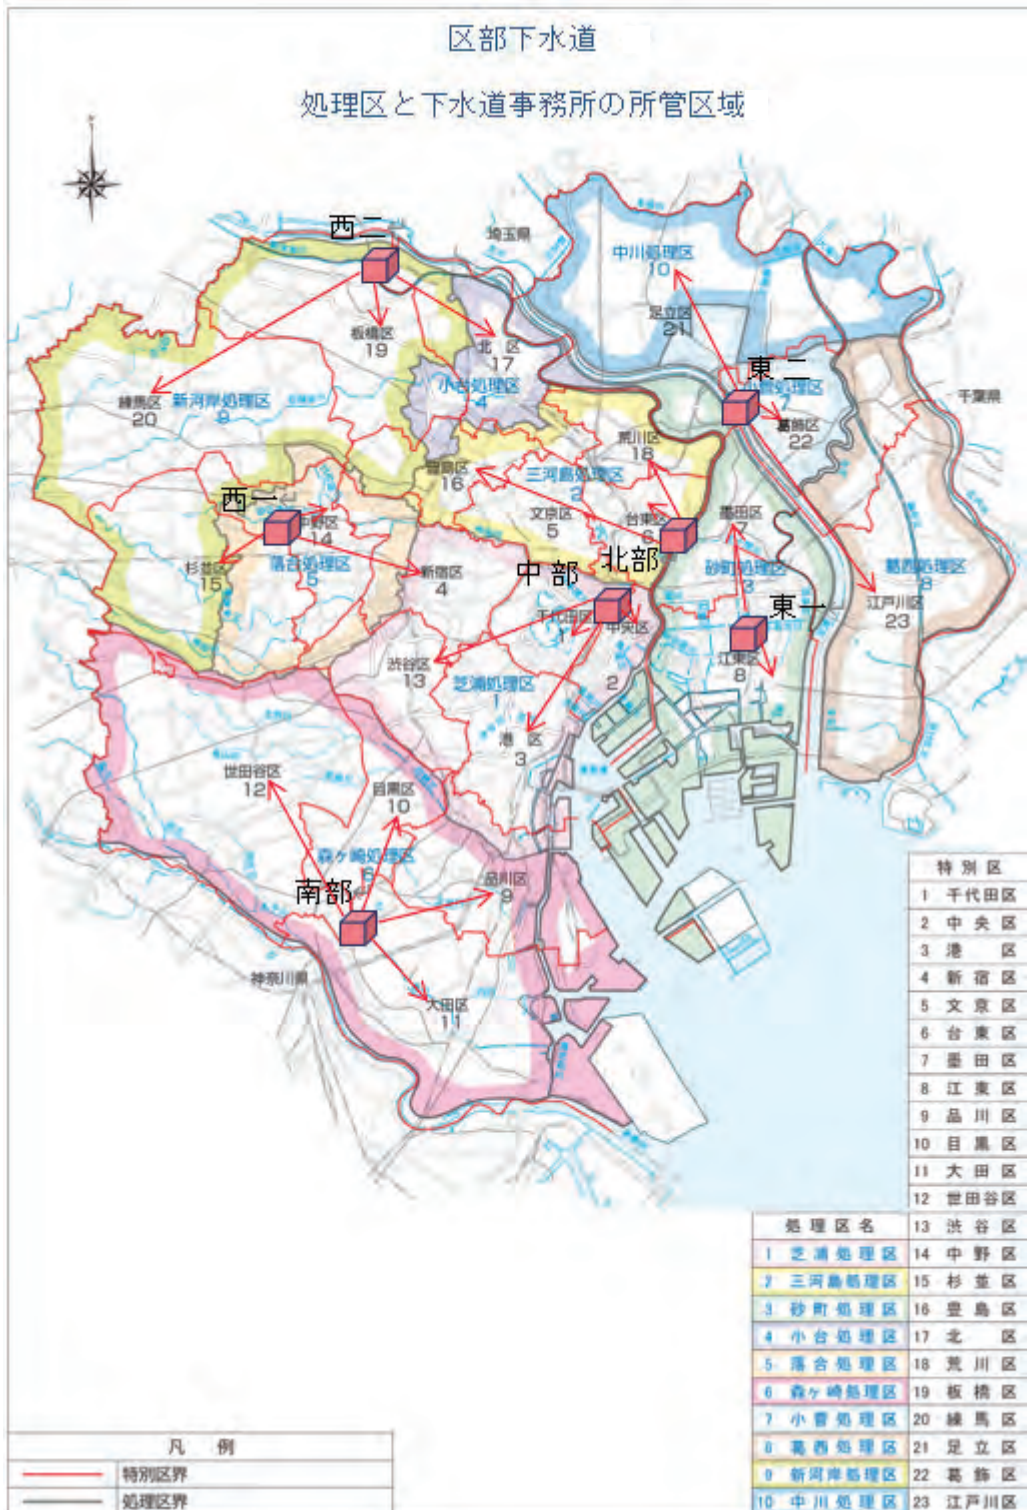 区部下水道
処理区と下水道事務所の所管区域
西二
埼玉県
中川処理区
10
足立区
21
板橋区
19
北 区
17
小台処理区
4
東二
小菅処理区
7
葛飾区
22
千葉県
練馬区
20
新河岸処理区
9
荒川区
18
豊島区
16
三河島処理区
2
文京区
5
台東区
6
北部
墨田区
7
西一
中野区
14
杉並区
15
落合処理区
5
新宿区
4
中部
千代田区
1
中央区
2
砂町処理区
3
東一
江東区
8
葛西処理区
8
江戸川区
23
渋谷区
13
芝浦処理区
1
港 区
3
世田谷区
12
目黒区
10
森ヶ崎処理区
6
南部
品川区
9
神奈川県
大田区
11
特別区
1 千代田区
2 中央区
3 港 区
4 新宿区
5 文京区
6 台東区
7 墨田区
8 江東区
9 品川区
10 目黒区
11 大田区
12 世田谷区
13 渋谷区
14 中野区
15 杉並区
16 豊島区
17 北 区
18 荒川区
19 板橋区
20 練馬区
21 足立区
22 葛飾区
23 江戸川区
処理区名
1 芝浦処理区
2 三河島処理区
3 砂町処理区
4 小台処理区
5 落合処理区
6 森ヶ崎処理区
7 小菅処理区
8 葛西処理区
9 新河岸処理区
10 中川処理区
凡 例
特別区界
処理区界